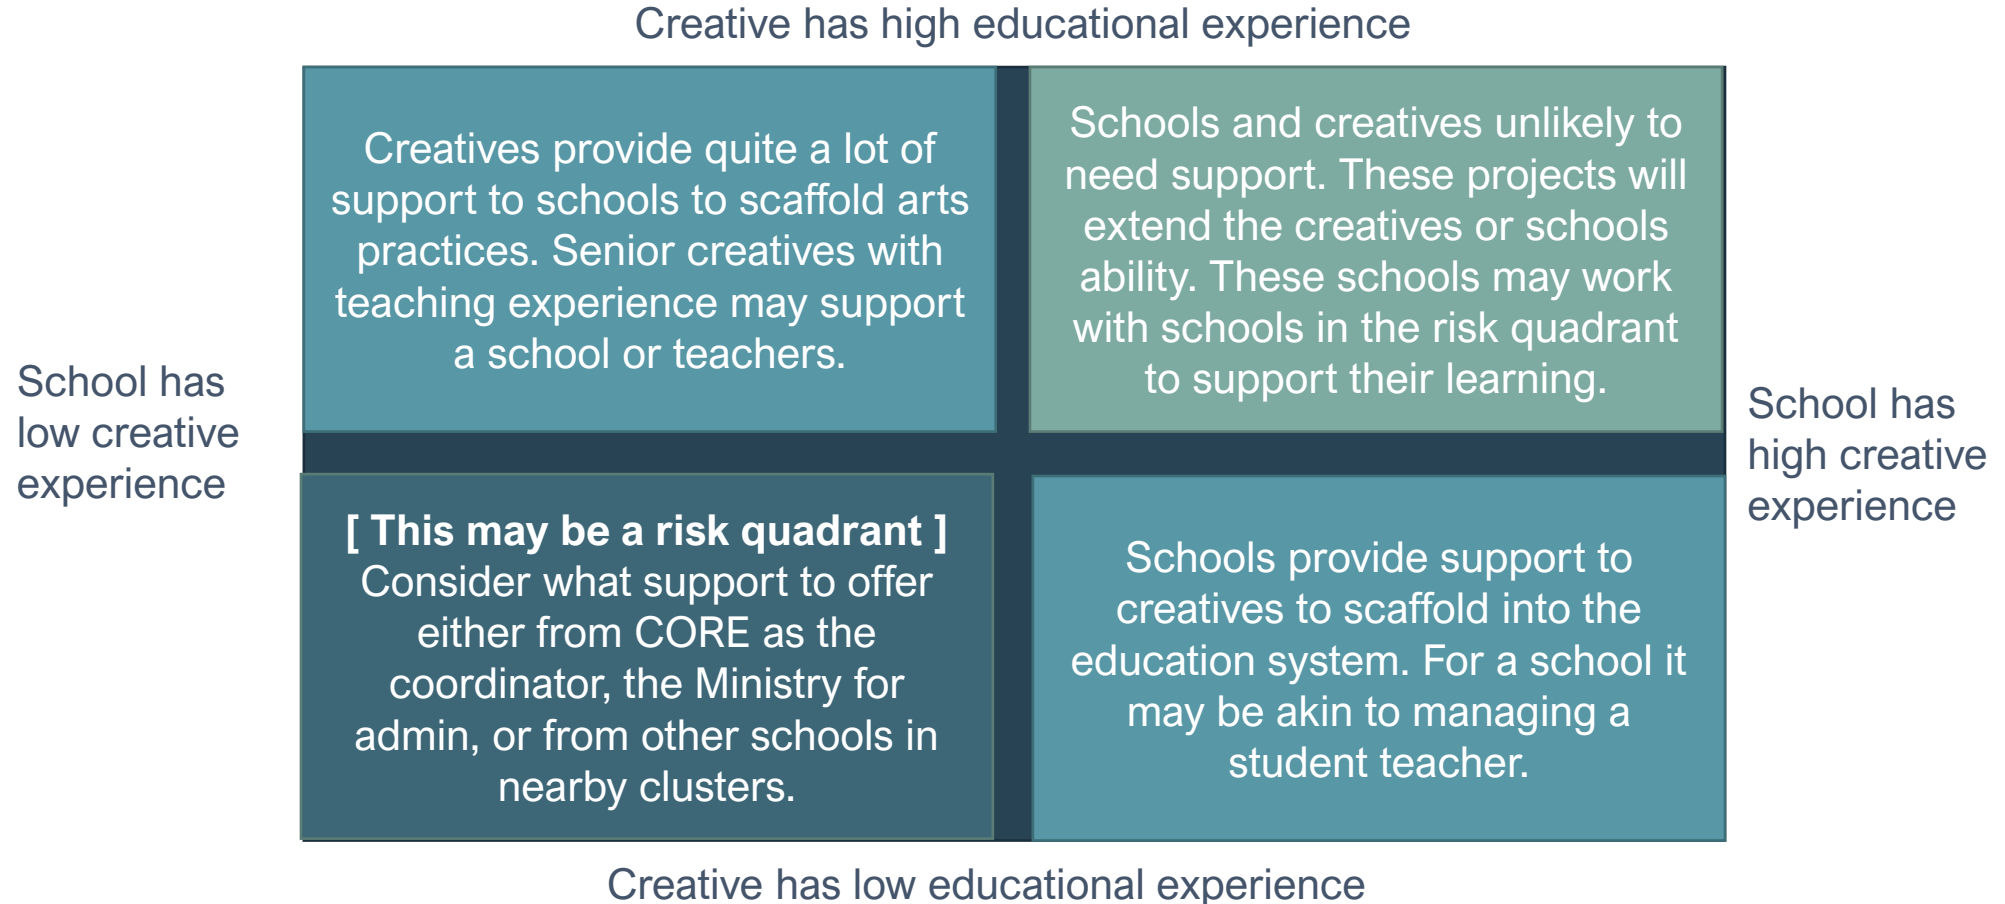 Creative has high educational experience
Creatives provide quite a lot of
support to schools to scaffold arts
practices. Senior creatives with
teaching experience may support
a school or teachers.
Schools and creatives unlikely to
need support. These projects will
extend the creatives or schools
ability. These schools may work
with schools in the risk quadrant
to support their learning.
School has
low creative
experience
School has
high creative
experience
[ This may be a risk quadrant ]
Consider what support to offer
either from CORE as the
coordinator, the Ministry for
admin, or from other schools in
nearby clusters.
Schools provide support to
creatives to scaffold into the
education system. For a school it
may be akin to managing a
student teacher.
Creative has low educational experience